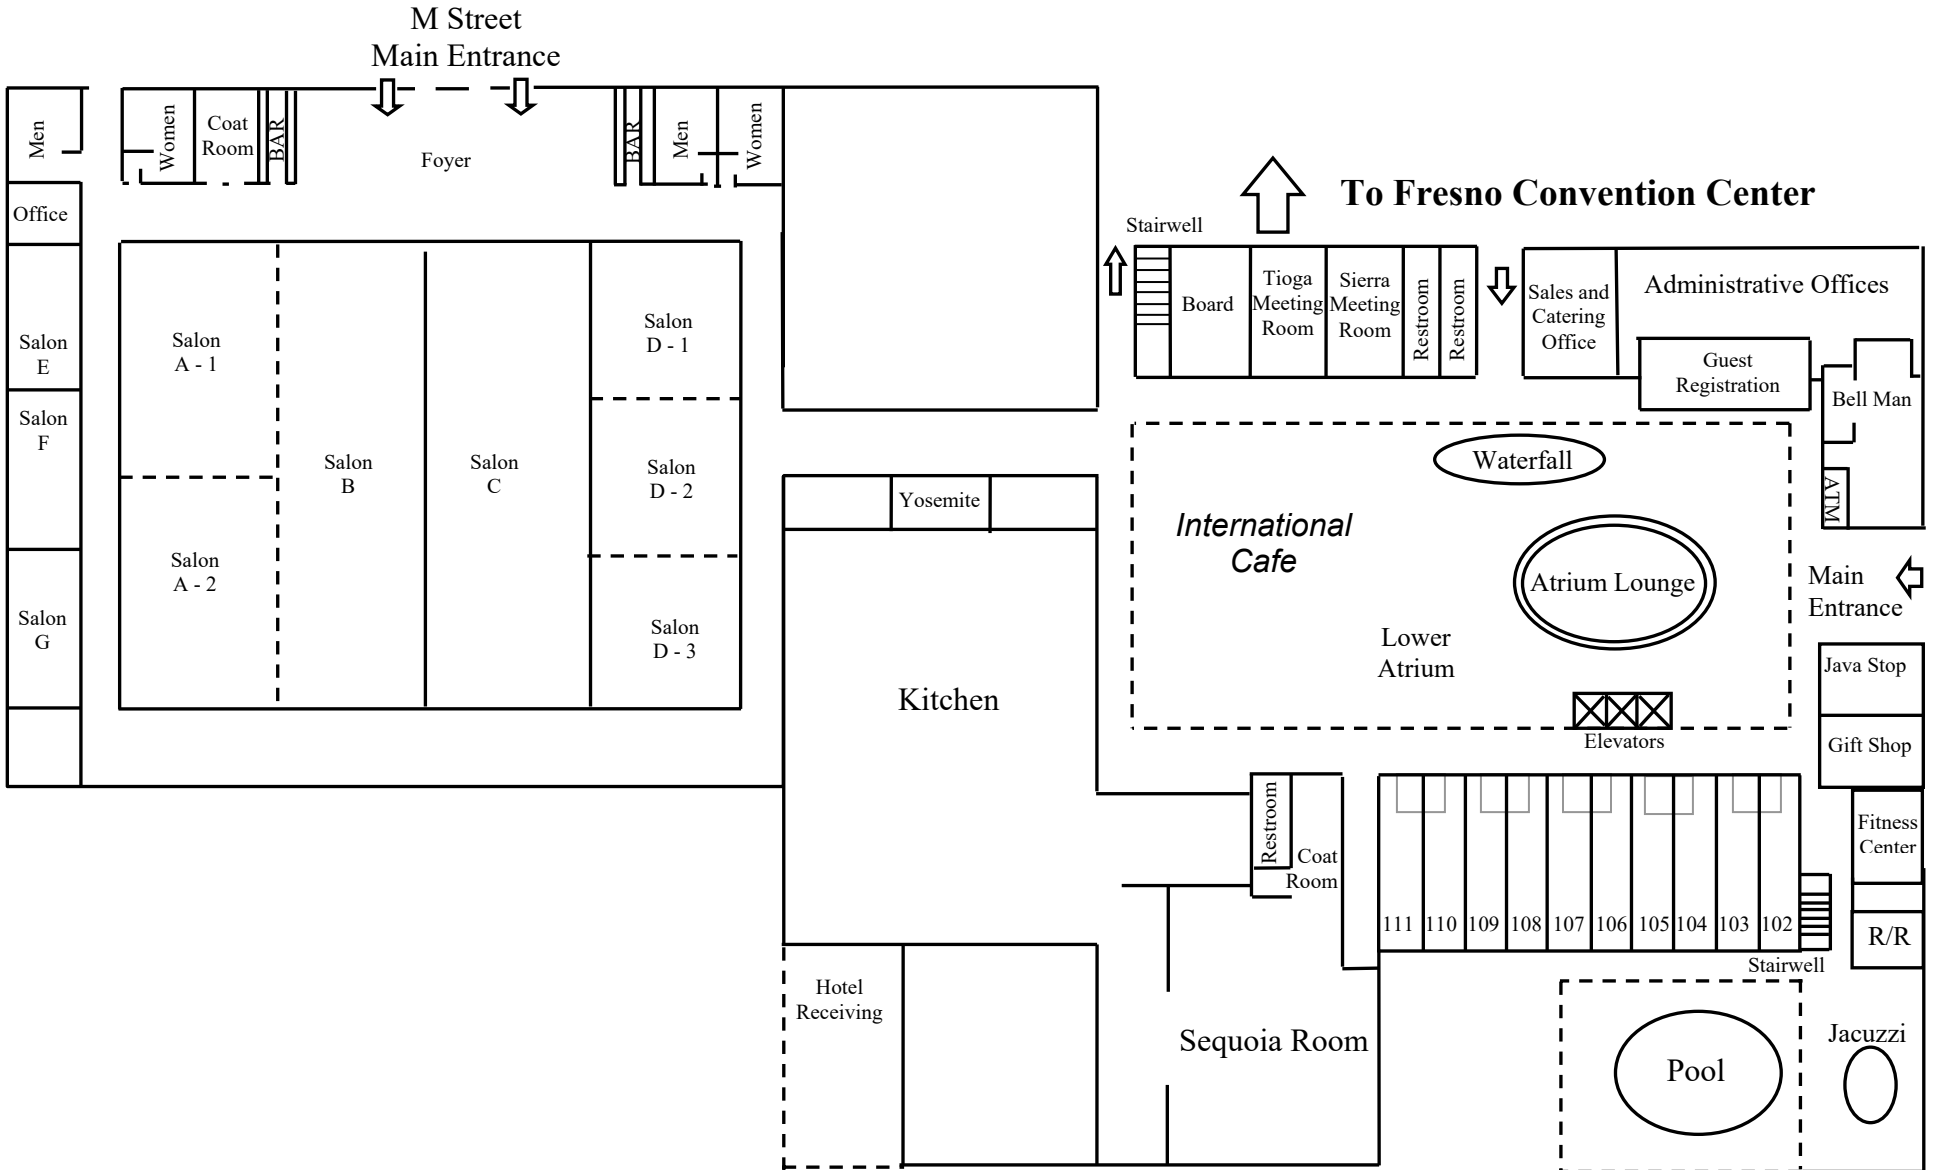 M Street
Main Entrance
Men
Women
Coat
Room
BAR
Foyer
BAR
Men
Women
Office
To Fresno Convention Center
Stairwell
Salon
E
Salon
F
Salon
G
Salon
A - 1
Salon
A - 2
Salon
B
Salon
C
Salon
D - 1
Salon
D - 2
Salon
D - 3
Board
Tioga
Meeting
Room
Sierra
Meeting
Room
Restroom
Restroom
Sales and
Catering
Office
Administrative Offices
Guest
Registration
Bell Man
ATM
Waterfall
International
Cafe
Atrium Lounge
Main
Entrance
Lower
Atrium
Elevators
Java Stop
Gift Shop
Yosemite
Kitchen
Restroom
Coat
Room
Fitness
Center
111
110
109
108
107
106
105
104
103
102
R/R
Stairwell
Hotel
Receiving
Sequoia Room
Pool
Jacuzzi